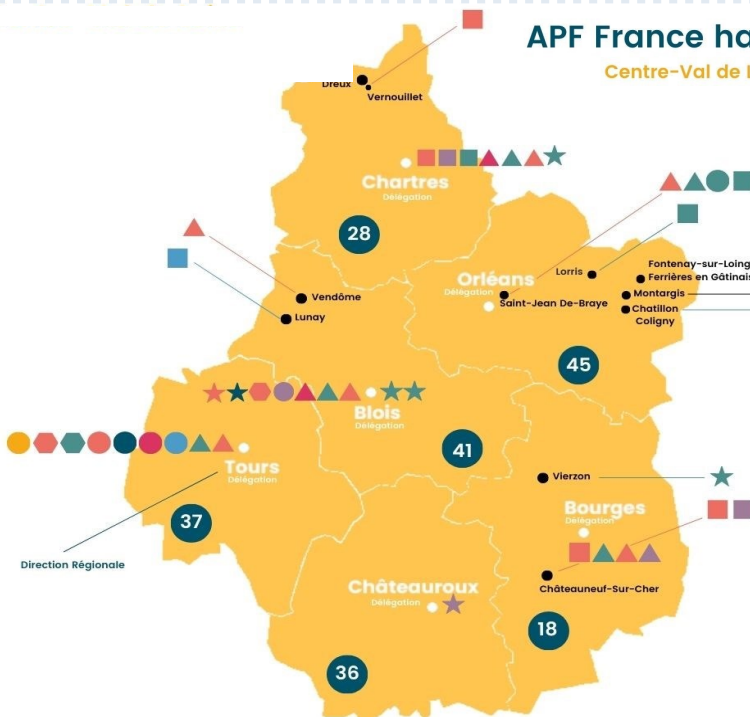 APF France ha
Centre-Val de
Dreux
Vernouillet
Chartres
Délégation
28
Vendôme
Lunay
Orléans
Délégation
Saint-Jean De-Braye
Lorris
Fontenay-sur-Loing
Ferrières en Gâtinais
Montargis
Chatillon
Coligny
45
Blois
Délégation
41
Tours
Délégation
37
Direction Régionale
Vierzon
Bourges
Délégation
Châteauneuf-Sur-Cher
18
Châteauroux
Délégation
36